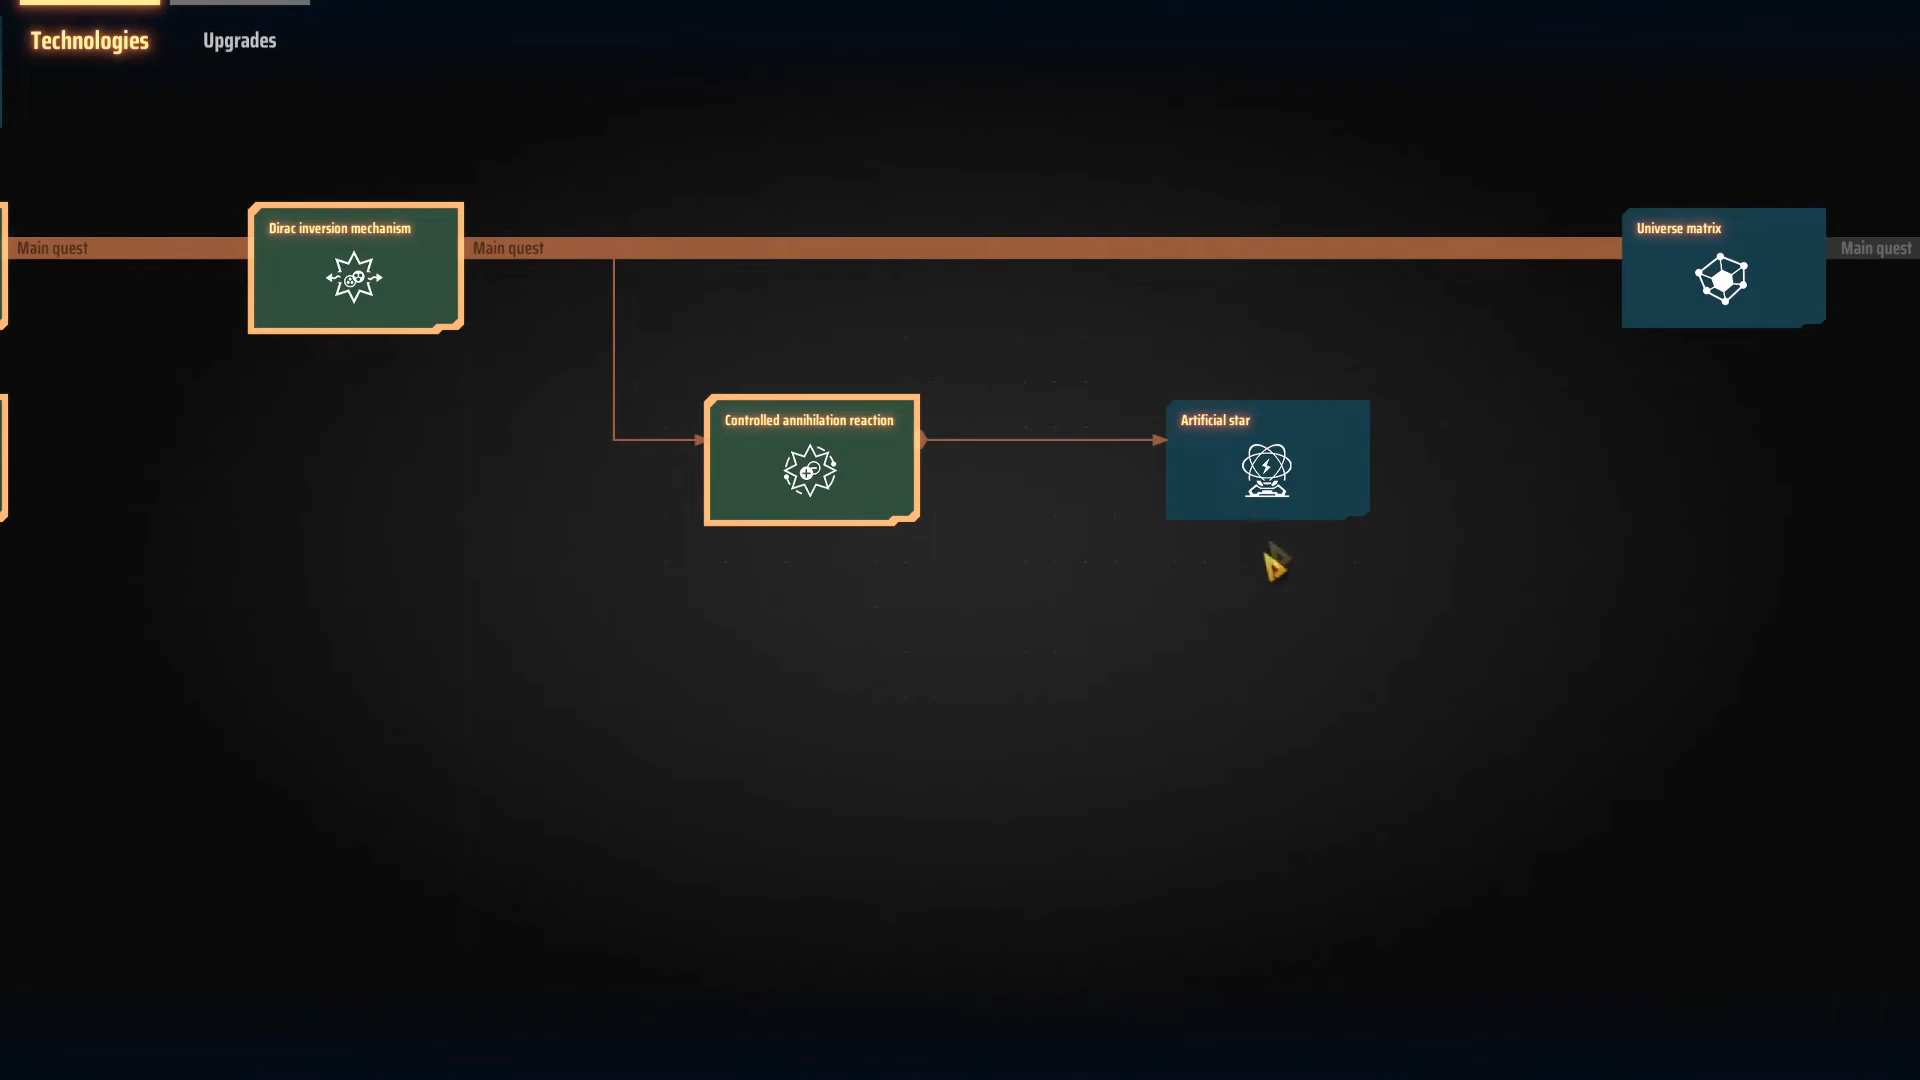 Technologies
Upgrades
Dirac inversion mechanism
Universe matrix
Main quest
Main quest
Main quest
Controlled annihilation reaction
Artificial star